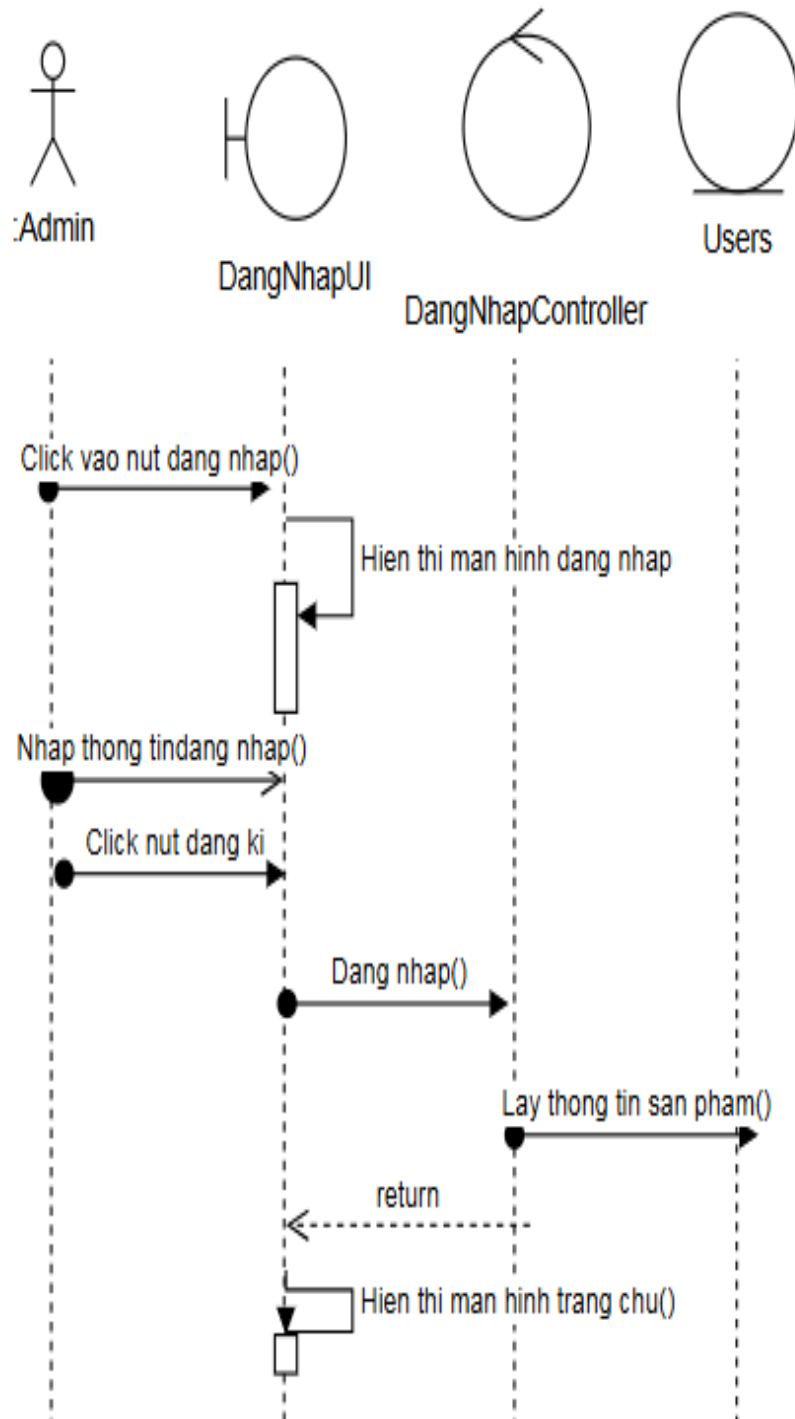 :Admin
DangNhapUI
DangNhapController
Users
Click vao nut dang nhap()
Hien thi man hinh dang nhap
Nhap thong tindang nhap()
Click nut dang ki
Dang nhap()
Lay thong tin san pham()
return
Hien thi man hinh trang chu()